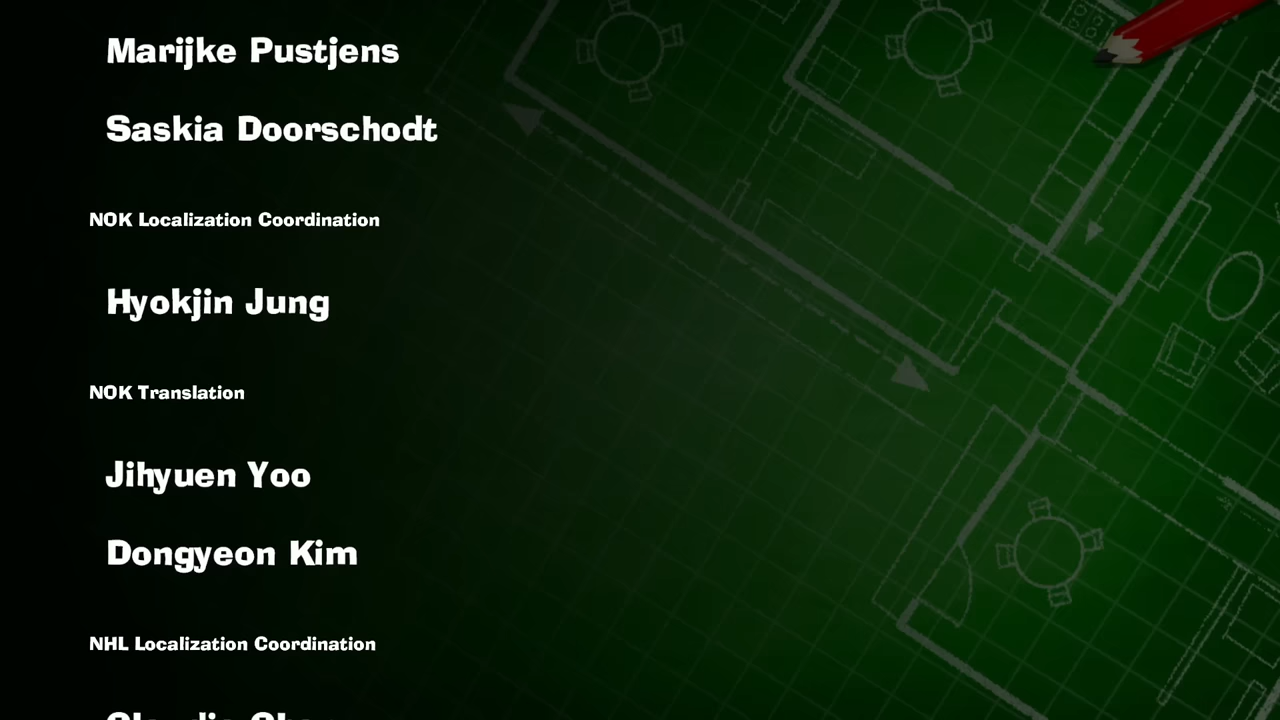 Marijke Pustjens
Saskia Doorschodt
NOK Localization Coordination
Hyokjin Jung
NOK Translation
Jihyuen Yoo
Dongyeon Kim
NHL Localization Coordination